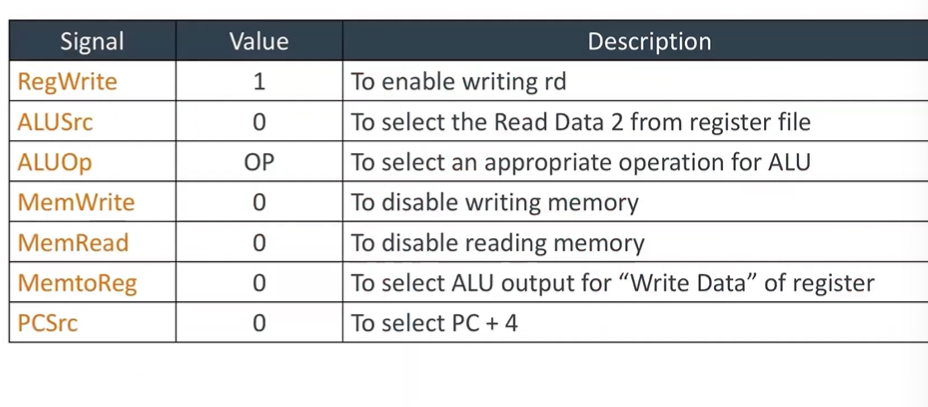 Signal Value Description
RegWrite 1 To enable writing rd
ALUSrc 0 To select the Read Data 2 from register file
ALUOp OP To select an appropriate operation for ALU
MemWrite 0 To disable writing memory
MemRead 0 To disable reading memory
MemtoReg 0 To select ALU output for “Write Data” of register
PCSrc 0 To select PC + 4